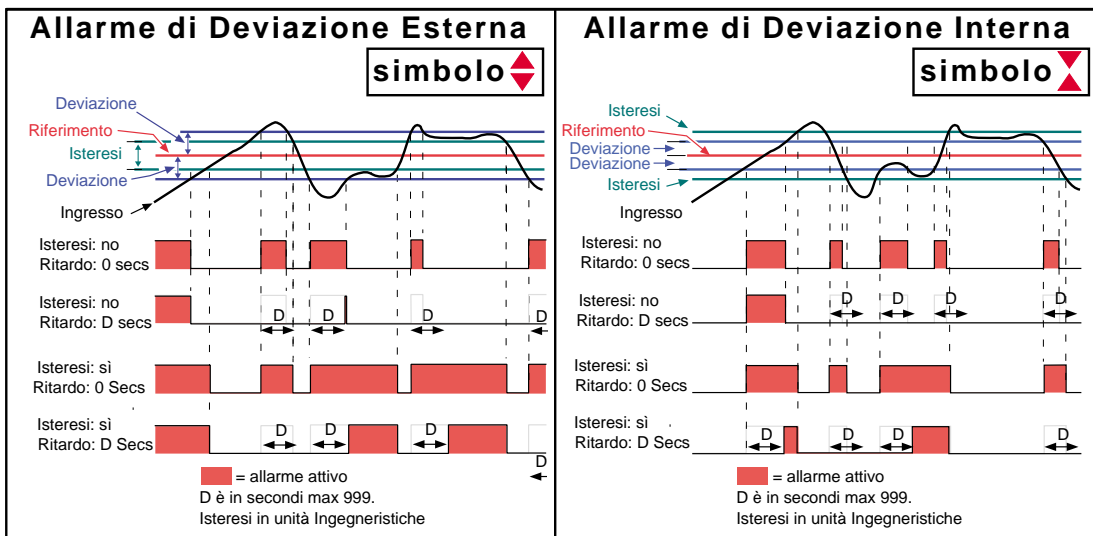 Allarme di Deviazione Esterna
simbolo
Deviazione
Riferimento
Isteresi
Deviazione
Ingresso
Isteresi: no
Ritardo: 0 secs
Isteresi: no
Ritardo: D secs
D
D
D
D
Isteresi: sì
Ritardo: 0 Secs
Isteresi: sì
Ritardo: D Secs
D
D
D
D
= allarme attivo
D è in secondi max 999.
Isteresi in unità Ingegneristiche
Allarme di Deviazione Interna
simbolo
Isteresi
Riferimento
Deviazione
Deviazione
Isteresi
Ingresso
Isteresi: no
Ritardo: 0 secs
Isteresi: no
Ritardo: D secs
D
D
D
D
Isteresi: sì
Ritardo: 0 Secs
Isteresi: sì
Ritardo: D Secs
D
D
D
D
= allarme attivo
D è in secondi max 999.
Isteresi in unità Ingegneristiche